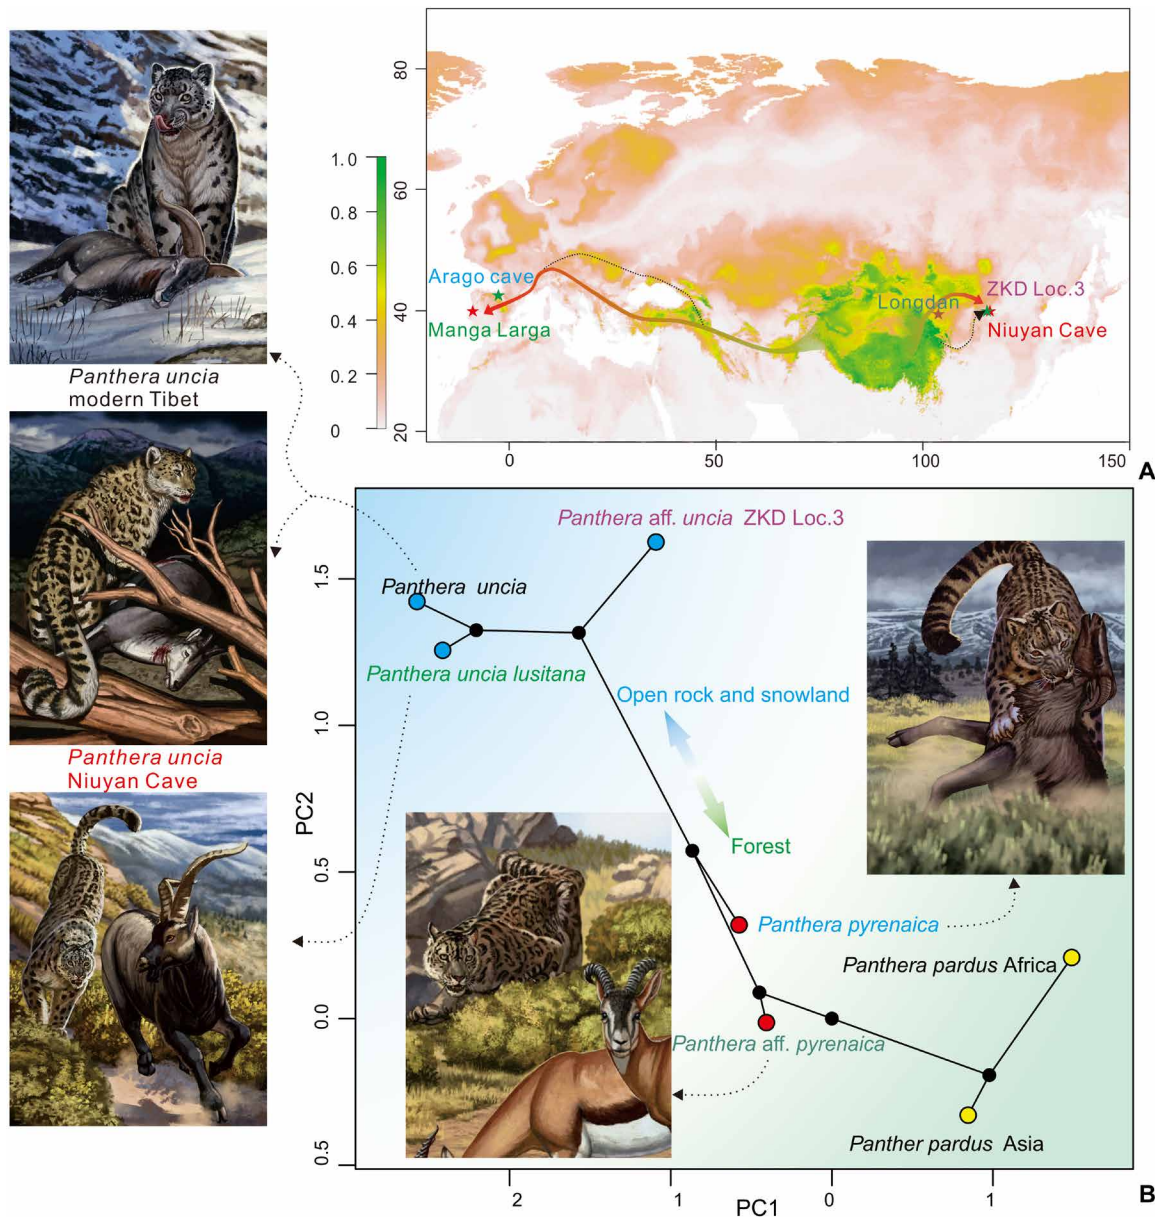 80
60
40
20
1.0
0.8
0.6
0.4
0.2
0
Arago cave
Manga Larga
Longdan
ZKD Loc.3
Niuyan Cave
0
50
100
150
A
Panthera uncia
modern Tibet
Panthera uncia
Niuyan Cave
Panthera aff. uncia ZKD Loc.3
Panthera uncia
Panthera uncia lusitana
Open rock and snowland
Forest
Panthera pyrenaica
Panthera pardus Africa
Panthera aff. pyrenaica
Panther pardus Asia
PC2
1.5
1.0
0.5
0.0
0.5
2
1
0
1
PC1
B